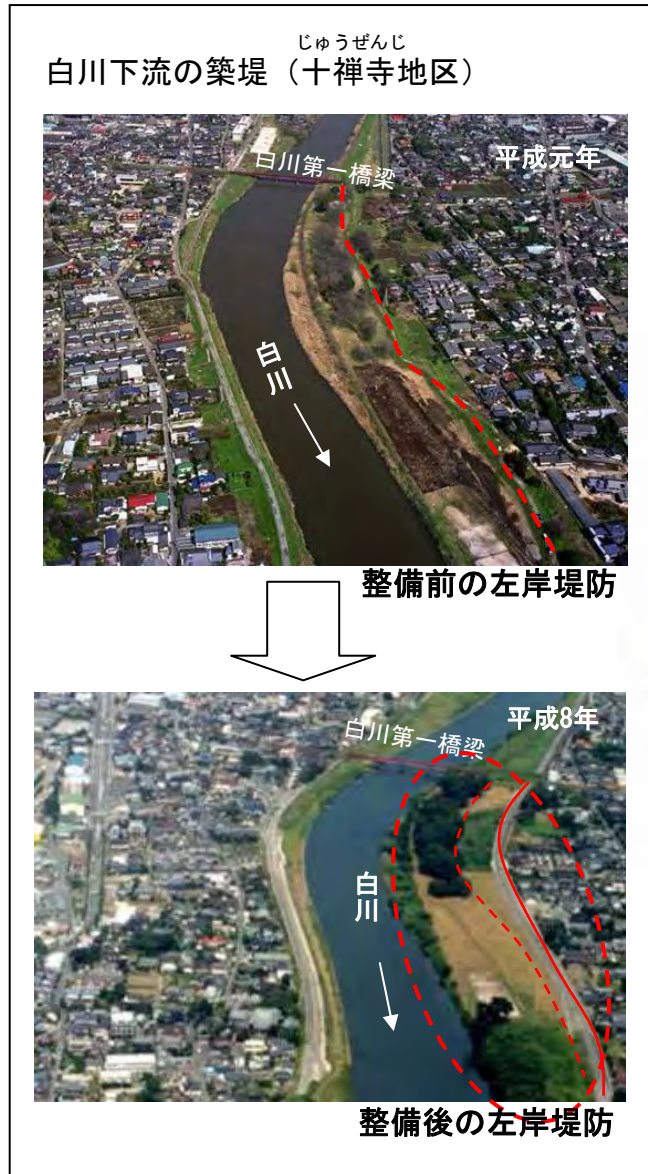 じゅうぜんじ
白川下流の築堤（十禅寺地区）
平成元年
白川第一橋梁
白川
整備前の左岸堤防
平成8年
白川第一橋梁
白川
整備後の左岸堤防